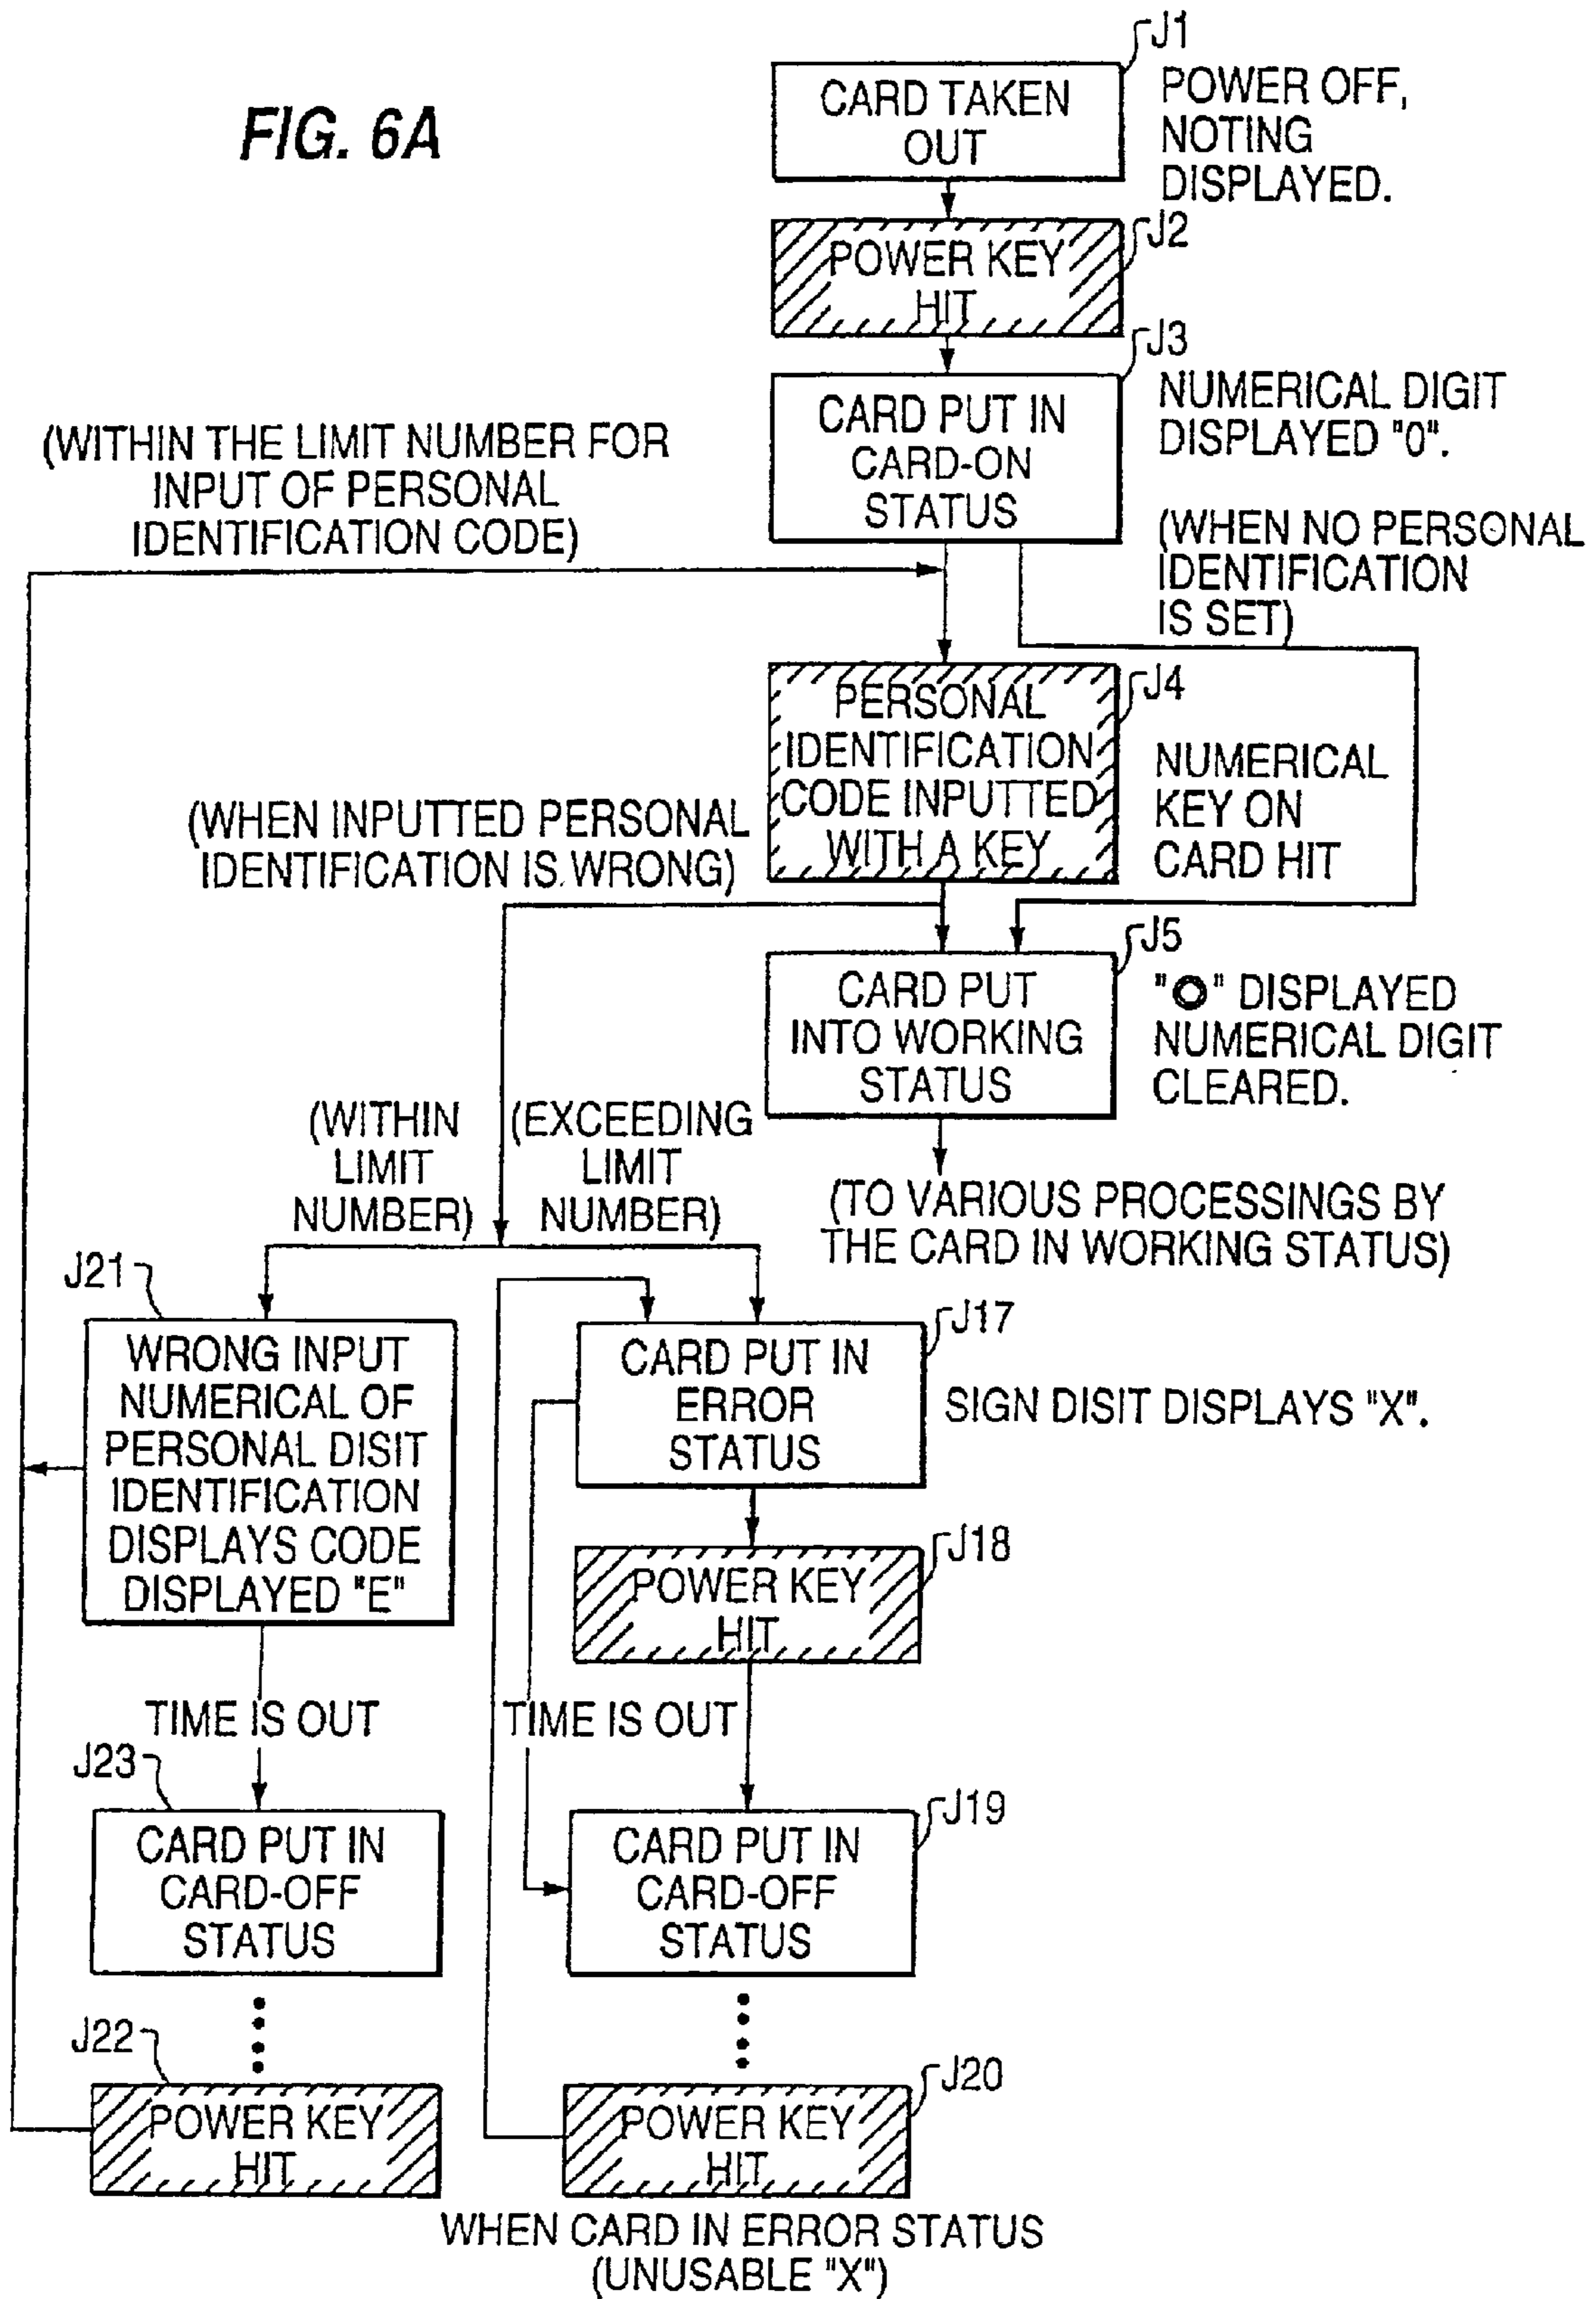 FIG. 6A
J1
CARD TAKEN
OUT
POWER OFF,
NOTING
DISPLAYED.
J2
POWER KEY
HIT
J3
CARD PUT IN
CARD-ON
STATUS
NUMERICAL DIGIT
DISPLAYED "0".
(WITHIN THE LIMIT NUMBER FOR
INPUT OF PERSONAL
IDENTIFICATION CODE)
(WHEN NO PERSONAL
IDENTIFICATION
IS SET)
J4
PERSONAL
IDENTIFICATION
CODE INPUTTED
WITH A KEY
NUMERICAL
KEY ON
CARD HIT
(WHEN INPUTTED PERSONAL
IDENTIFICATION IS WRONG)
J5
CARD PUT
INTO WORKING
STATUS
"◎" DISPLAYED
NUMERICAL DIGIT
CLEARED.
(WITHIN
LIMIT
NUMBER)
(EXCEEDING
LIMIT
NUMBER)
(TO VARIOUS PROCESSINGS BY
THE CARD IN WORKING STATUS)
J21
WRONG INPUT
NUMERICAL OF
PERSONAL DISIT
IDENTIFICATION
DISPLAYS CODE
DISPLAYED "E"
J17
CARD PUT IN
ERROR
STATUS
SIGN DISIT DISPLAYS "X".
J18
POWER KEY
HIT
TIME IS OUT
TIME IS OUT
J23
CARD PUT IN
CARD-OFF
STATUS
J19
CARD PUT IN
CARD-OFF
STATUS
J22
POWER KEY
HIT
J20
POWER KEY
HIT
WHEN CARD IN ERROR STATUS
(UNUSABLE "X")